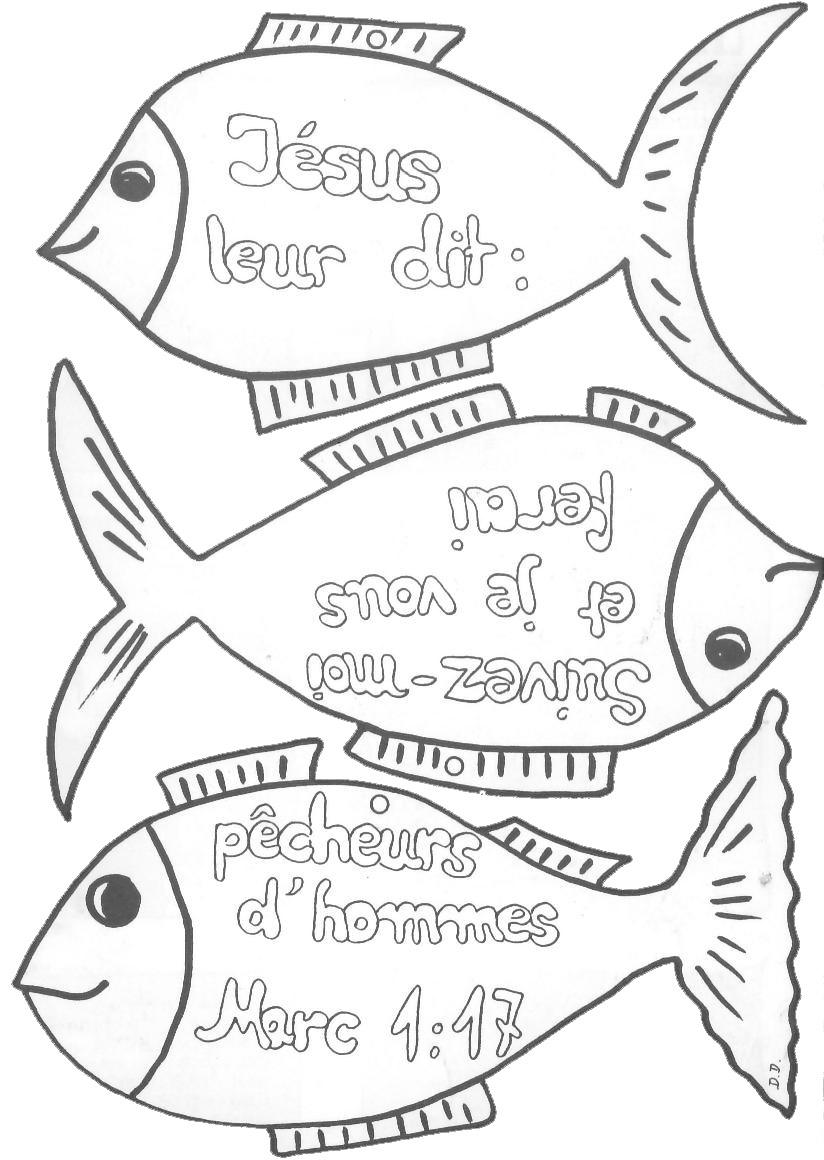 Jésus
leur dit :
Suivez-moi
et je vous
ferai
pêcheurs
d'hommes
Marc 1:17
D.D.